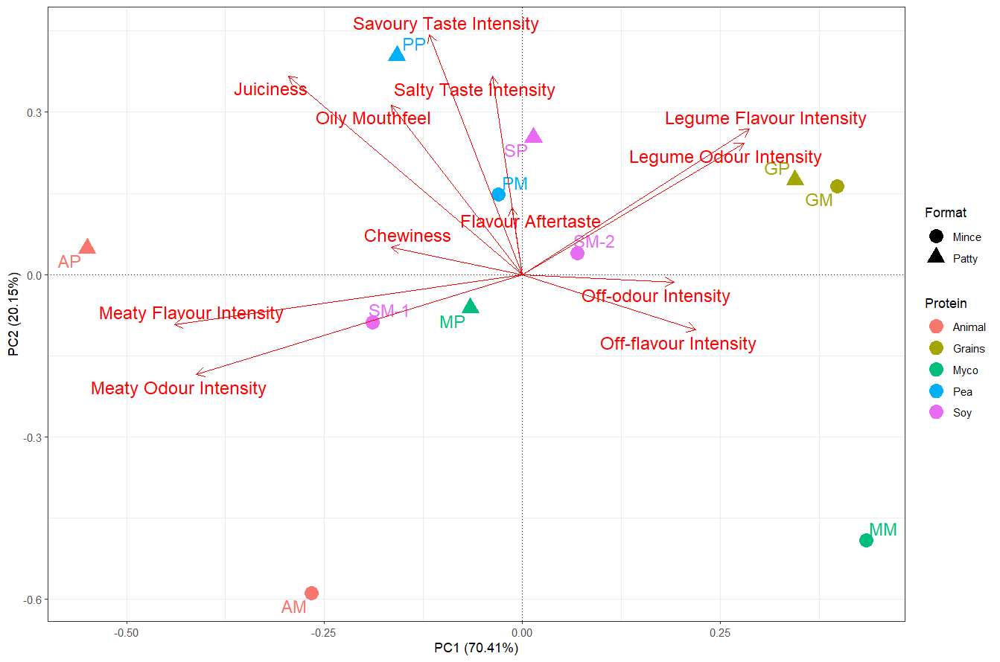 Savoury Taste Intensity
PP
Juiciness
Salty Taste Intensity
Oily Mouthfeel
Legume Flavour Intensity
0.3
SP
Legume Odour Intensity
GP
PM
GM
Flavour Aftertaste
Chewiness
SM-2
AP
0.0
Off-odour Intensity
Meaty Flavour Intensity
SM-1
MP
Off-flavour Intensity
Meaty Odour Intensity
-0.3
MM
-0.6
AM
-0.50
-0.25
0.00
0.25
PC1 (70.41%)
PC2 (20.15%)
Format
Mince
Patty
Protein
Animal
Grains
Myco
Pea
Soy